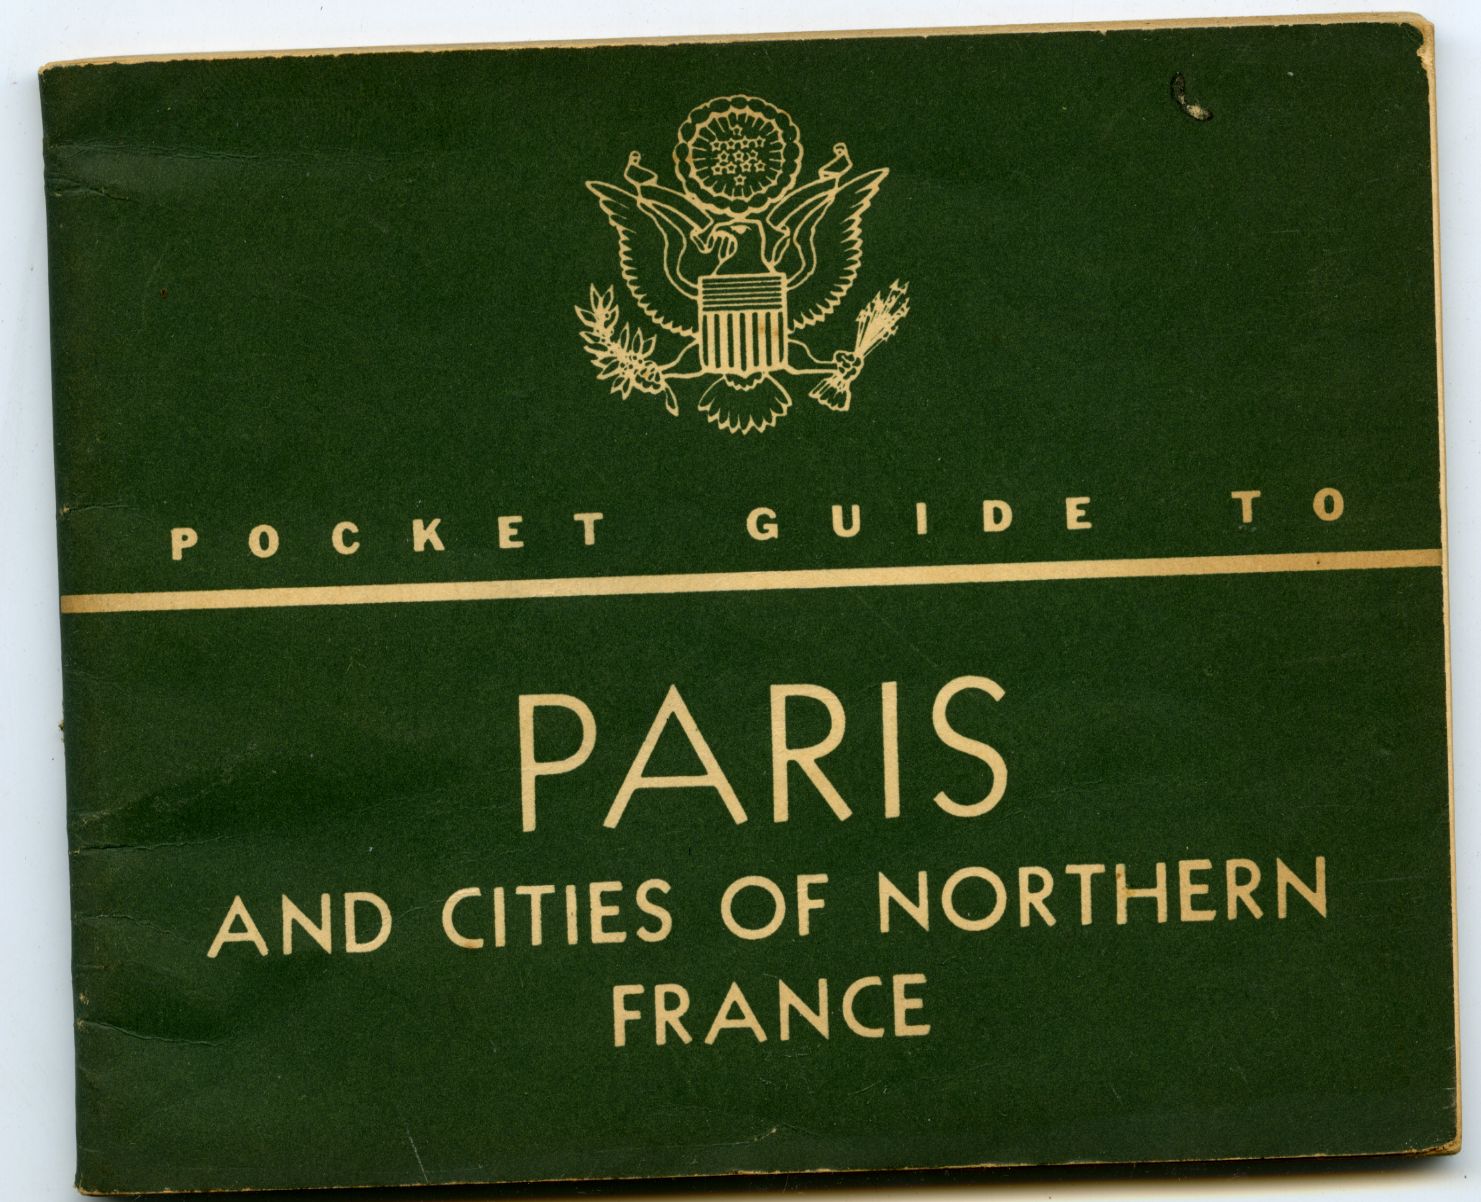 POCKET GUIDE TO
PARIS
AND CITIES OF NORTHERN
FRANCE